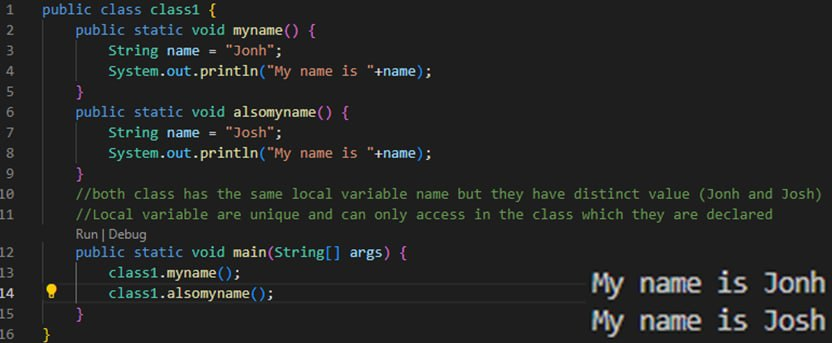 1 public class class1 {
2 public static void myname() {
3 String name = "Jonh";
4 System.out.println("My name is "+name);
5 }
6 public static void alsomyname() {
7 String name = "Josh";
8 System.out.println("My name is "+name);
9 }
10 //both class has the same local variable name but they have distinct value (Jonh and Josh)
11 //Local variable are unique and can only access in the class which they are declared
Run | Debug
12 public static void main(String[] args) {
13 class1.myname();
14 class1.alsomyname();
15 }
16 }
My name is Jonh
My name is Josh